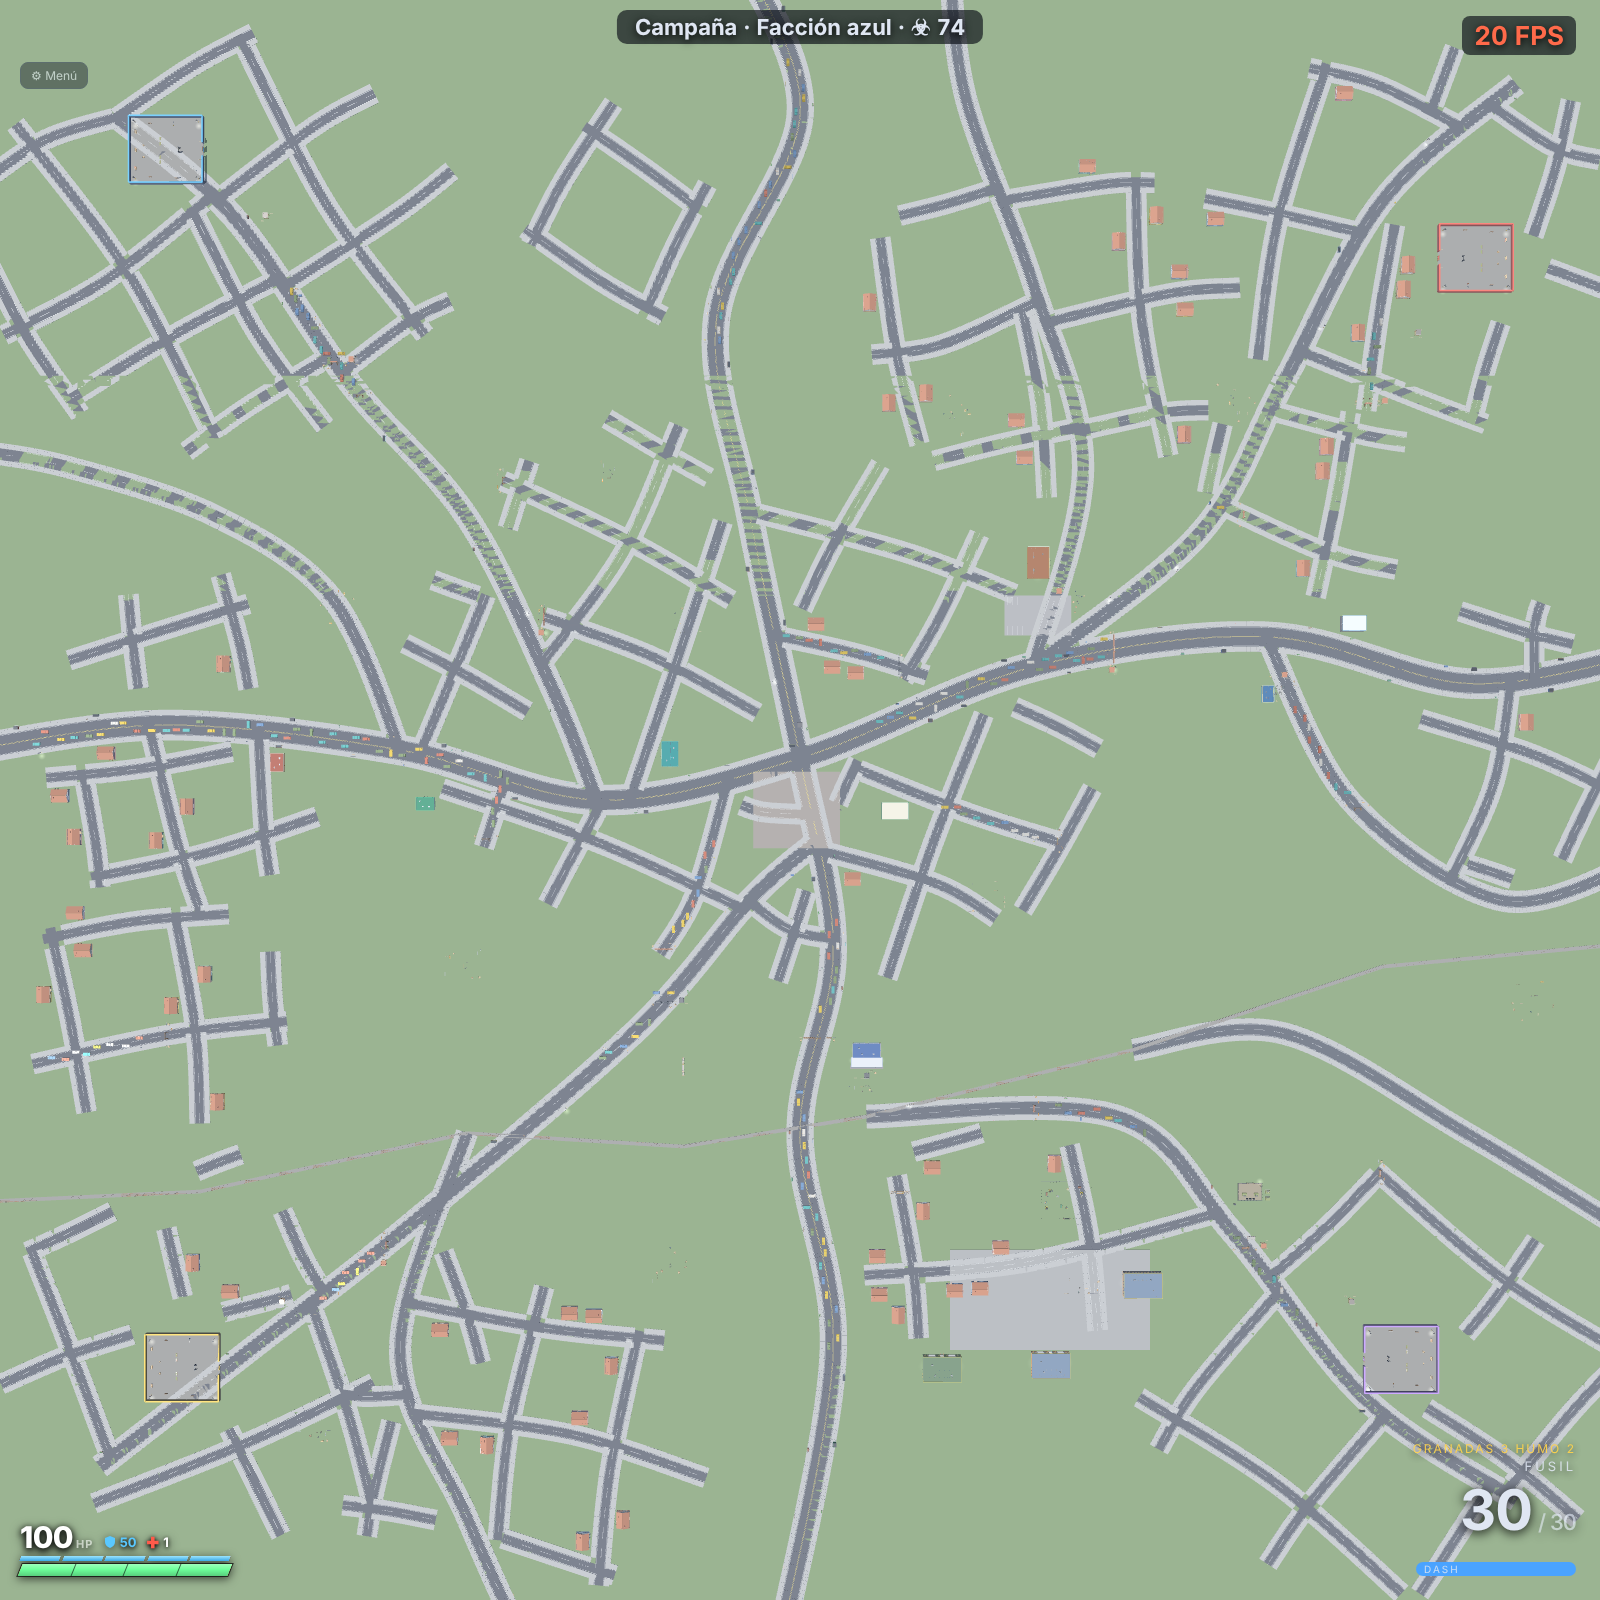 Campaña · Facción azul · ☣ 74
20 FPS
⚙ Menú
GRANADAS 3 HUMO 2
FUSIL
30 / 30
100 HP 50 1
DASH